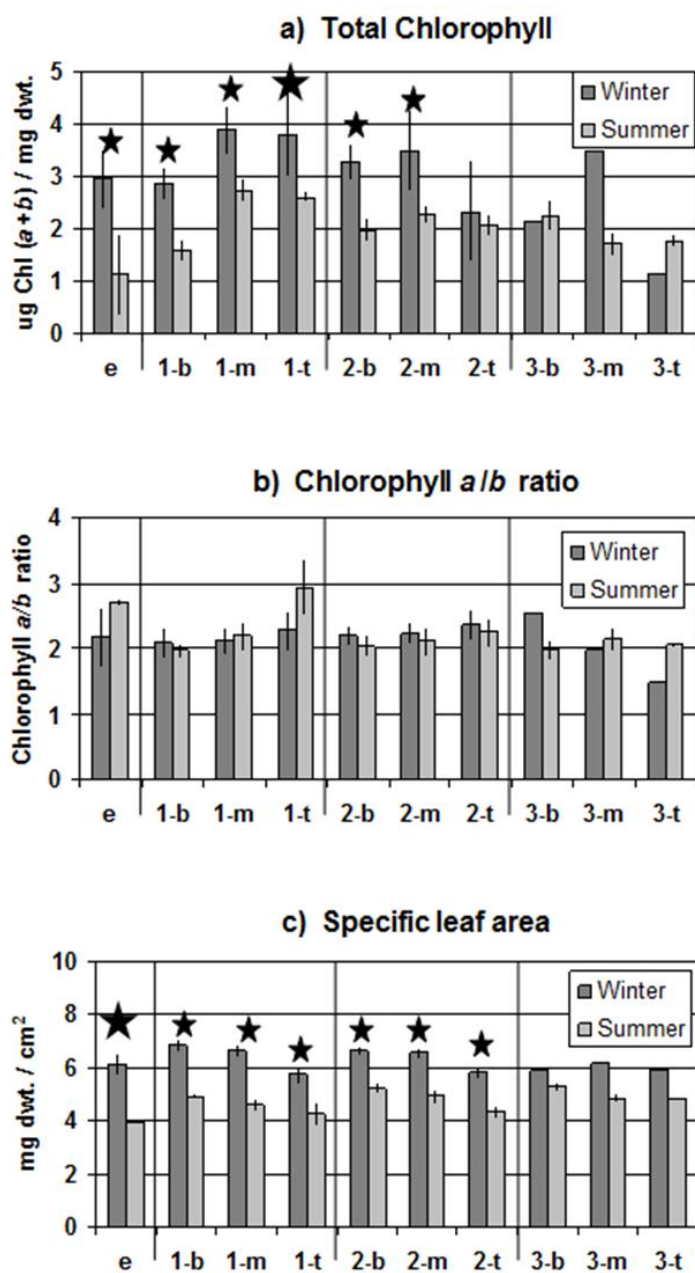 a) Total Chlorophyll
ug Chl (a+b) / mg dwt.
5
4
3
2
1
0
Winter
Summer
e 1-b 1-m 1-t 2-b 2-m 2-t 3-b 3-m 3-t
b) Chlorophyll a/b ratio
Chlorophyll a/b ratio
4
3
2
1
0
Winter
Summer
e 1-b 1-m 1-t 2-b 2-m 2-t 3-b 3-m 3-t
c) Specific leaf area
mg dwt. / cm²
10
8
6
4
2
0
Winter
Summer
e 1-b 1-m 1-t 2-b 2-m 2-t 3-b 3-m 3-t